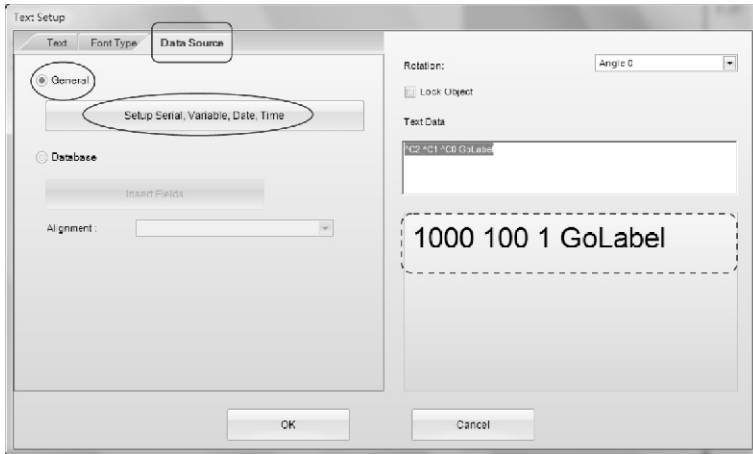 Text Setup
Text Font Type Data Source
General
Setup Serial, Variable, Date, Time
Database
Insert Fields
Alignment :
Rotation: Angle 0
Lock Object
Text Data
^C2 ^C1 ^C0 GoLabel
1000 100 1 GoLabel
OK Cancel